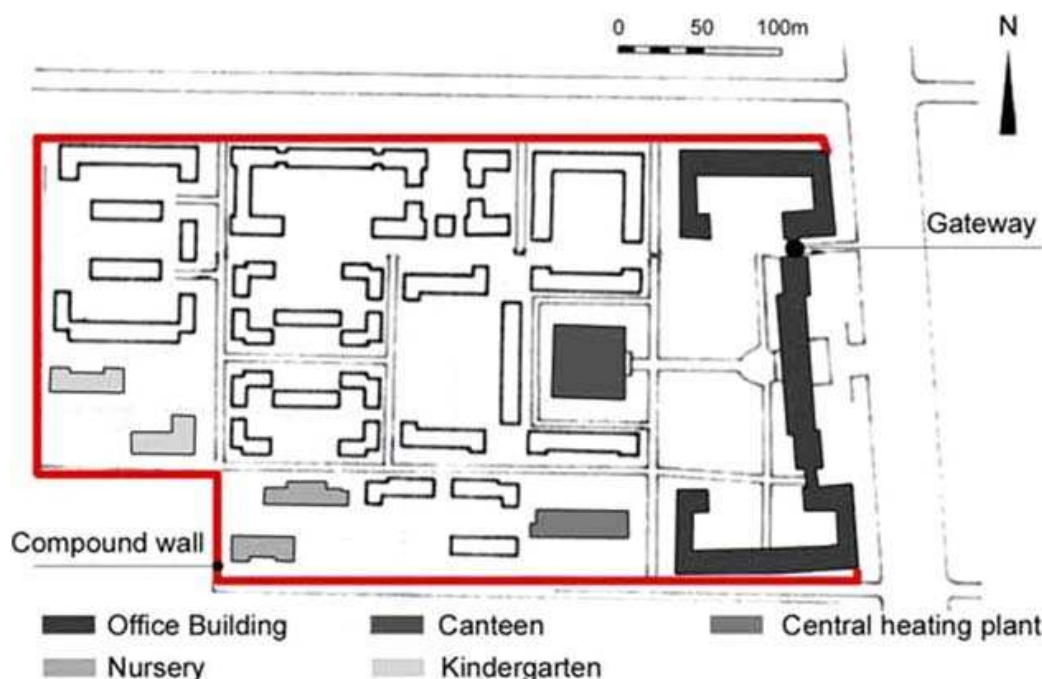 0 50 100m
N
Gateway
Compound wall
Office Building
Canteen
Central heating plant
Nursery
Kindergarten